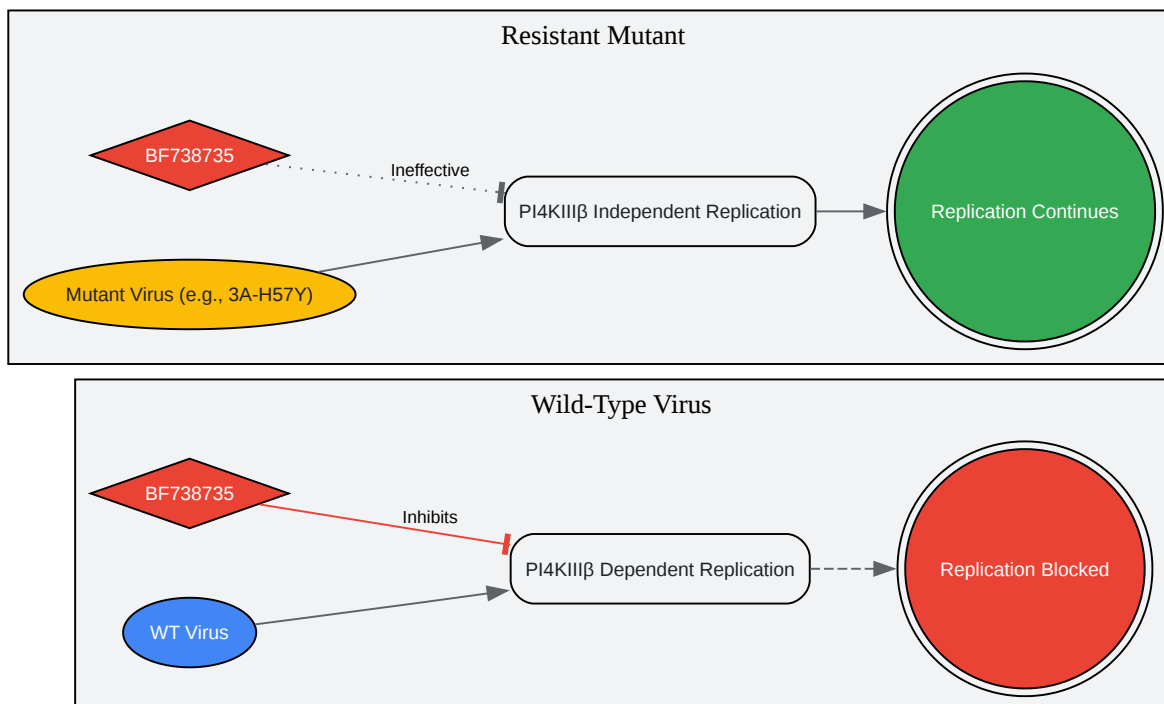 Resistant Mutant
BF738735
Ineffective
PI4KIIIβ Independent Replication
Replication Continues
Mutant Virus (e.g., 3A-H57Y)
Wild-Type Virus
BF738735
Inhibits
PI4KIIIβ Dependent Replication
Replication Blocked
WT Virus